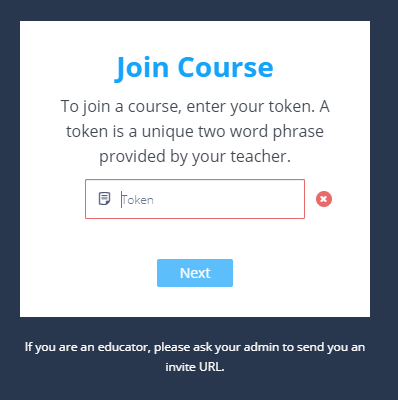 Join Course
To join a course, enter your token. A
token is a unique two word phrase
provided by your teacher.
Token
Next
If you are an educator, please ask your admin to send you an
invite URL.